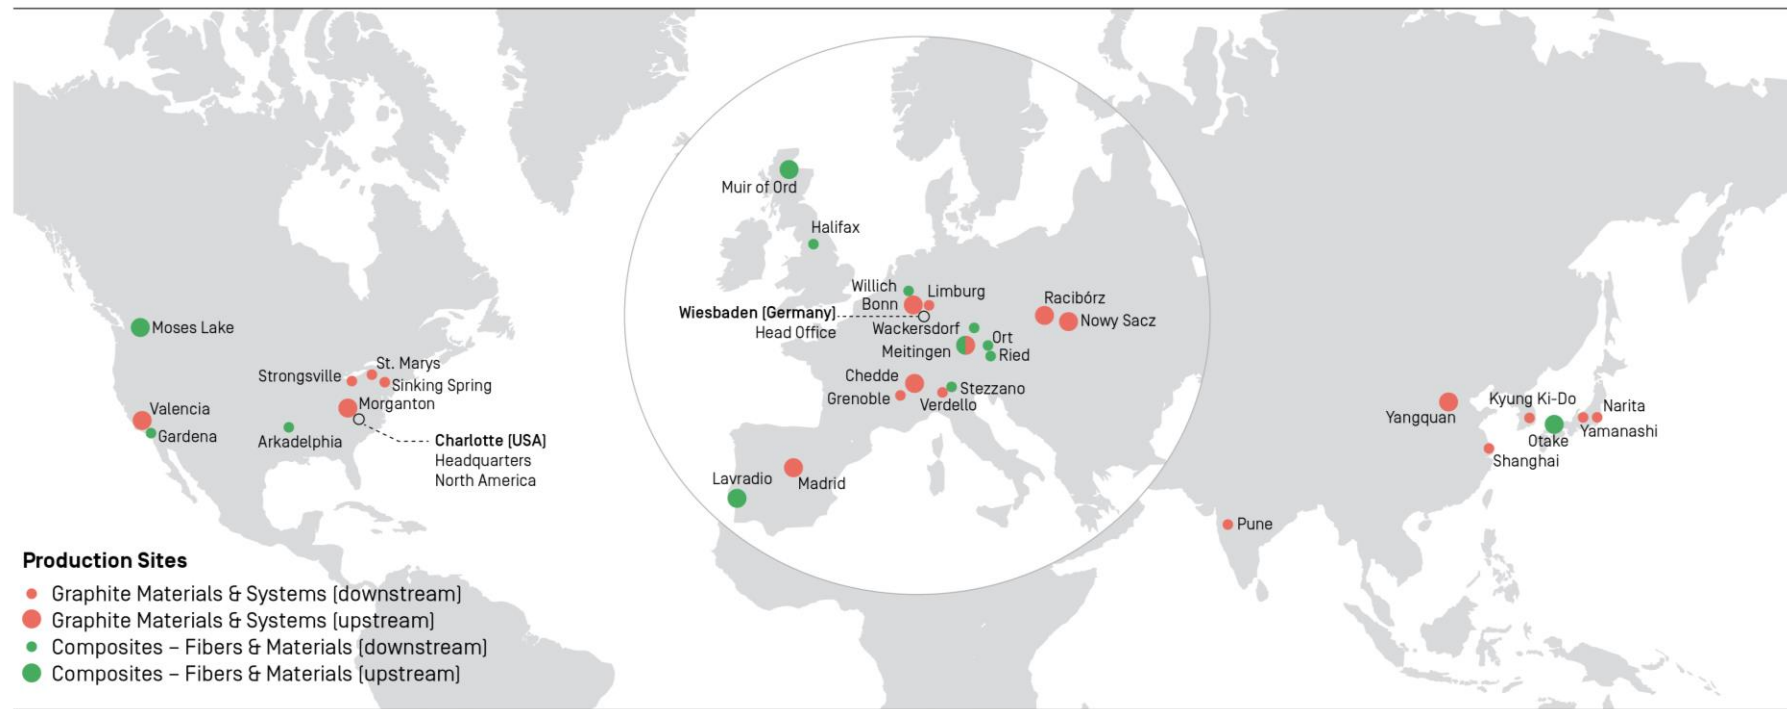 Muir of Ord
Halifax
Willich
Limburg
Bonn
Racibórz
Wiesbaden (Germany)
Head Office
Nowy Sacz
Wackersdorf
Ort
Meitingen
Ried
Moses Lake
St. Marys
Strongsville
Sinking Spring
Chedde
Stezzano
Grenoble
Verdello
Valencia
Morganton
Gardena
Arkadelphia
Charlotte (USA)
Headquarters
North America
Kyung Ki-Do
Narita
Yangquan
Yamanashi
Otake
Shanghai
Lavradio
Madrid
Pune
Production Sites
Graphite Materials & Systems (downstream)
Graphite Materials & Systems (upstream)
Composites – Fibers & Materials (downstream)
Composites – Fibers & Materials (upstream)